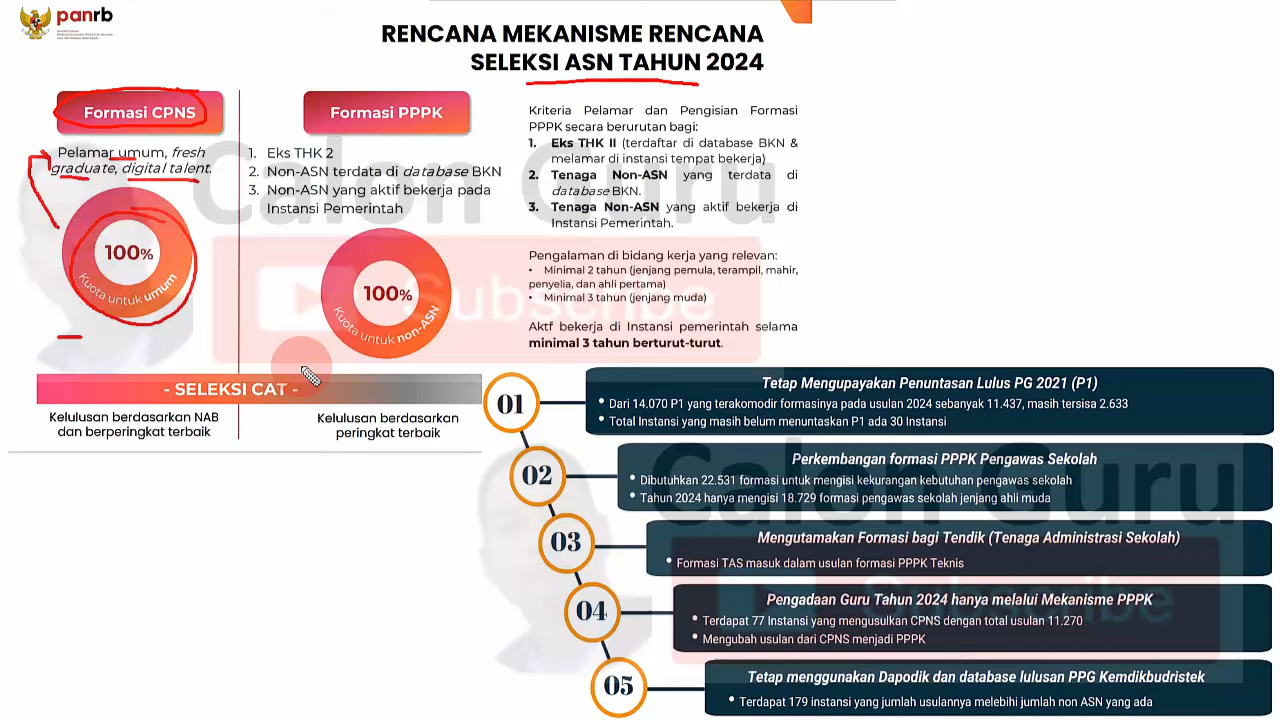 panrb
RENCANA MEKANISME RENCANA
SELEKSI ASN TAHUN 2024
Formasi CPNS
Pelamar umum, fresh
graduate, digital talent.
100%
Kuota untuk umum
Formasi PPPK
1. Eks THK 2
2. Non-ASN terdata di database BKN
3. Non-ASN yang aktif bekerja pada
Instansi Pemerintah
100%
Kuota untuk non-ASN
- SELEKSI CAT -
Kelulusan berdasarkan NAB
dan berperingkat terbaik
Kelulusan berdasarkan
peringkat terbaik
Kriteria Pelamar dan Pengisian Formasi
PPPK secara berurutan bagi:
1. Eks THK II (terdaftar di database BKN &
melamar di instansi tempat bekerja)
2. Tenaga Non-ASN yang terdata di
database BKN.
3. Tenaga Non-ASN yang aktif bekerja di
Instansi Pemerintah.
Pengalaman di bidang kerja yang relevan:
• Minimal 2 tahun (jenjang pemula, terampil, mahir,
penyelia, dan ahli pertama)
• Minimal 3 tahun (jenjang muda)
Aktf bekerja di Instansi pemerintah selama
minimal 3 tahun berturut-turut.
Calon Guru
Subscribe
01
Tetap Mengupayakan Penuntasan Lulus PG 2021 (P1)
• Dari 14.070 P1 yang terakomodir formasinya pada usulan 2024 sebanyak 11.437, masih tersisa 2.633
• Total Instansi yang masih belum menuntaskan P1 ada 30 Instansi
02
Perkembangan formasi PPPK Pengawas Sekolah
• Dibutuhkan 22.531 formasi untuk mengisi kekurangan kebutuhan pengawas sekolah
• Tahun 2024 hanya mengisi 18.729 formasi pengawas sekolah jenjang ahli muda
03
Mengutamakan Formasi bagi Tendik (Tenaga Administrasi Sekolah)
• Formasi TAS masuk dalam usulan formasi PPPK Teknis
04
Pengadaan Guru Tahun 2024 hanya melalui Mekanisme PPPK
• Terdapat 77 Instansi yang mengusulkan CPNS dengan total usulan 11.270
• Mengubah usulan dari CPNS menjadi PPPK
05
Tetap menggunakan Dapodik dan database lulusan PPG Kemdikbudristek
• Terdapat 179 instansi yang jumlah usulannya melebihi jumlah non ASN yang ada
Calon Guru
Subscribe